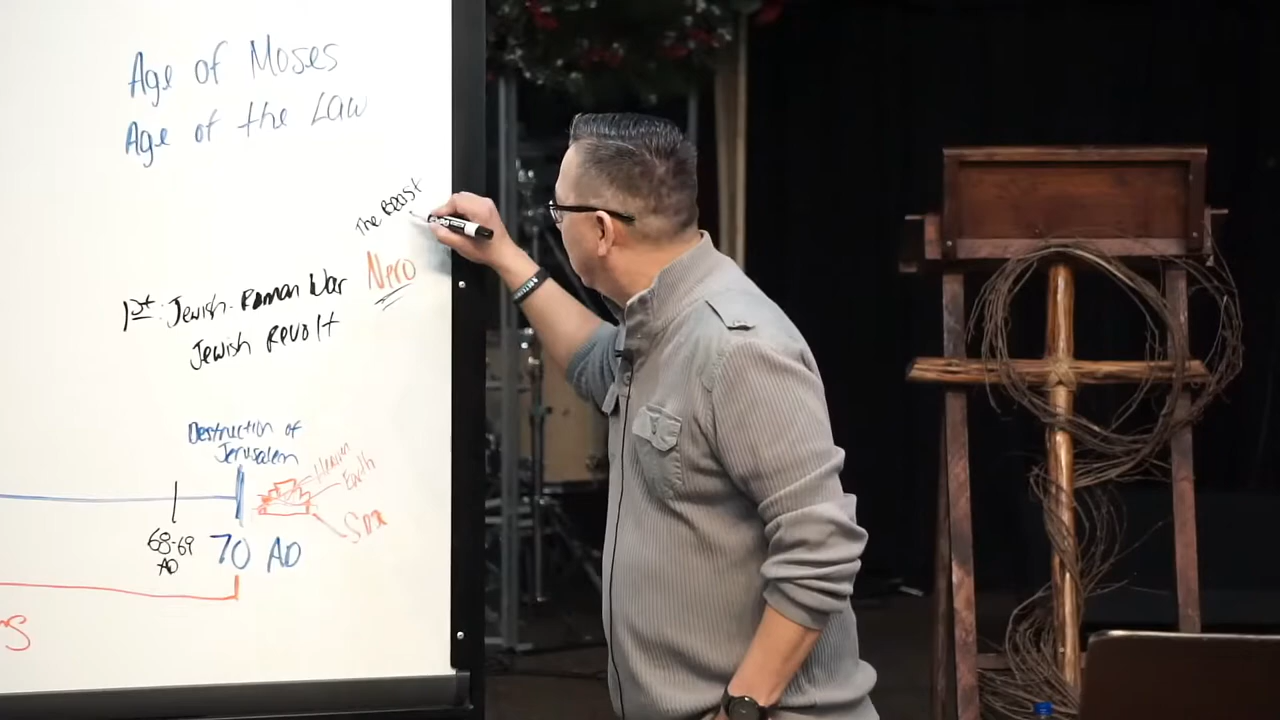 Age of Moses
Age of the Law
The Beast
Nero
1st: Jewish-Roman War
Jewish Revolt
Destruction of
Jerusalem
Heaven
Earth
Sea
68-69
AD
70 AD